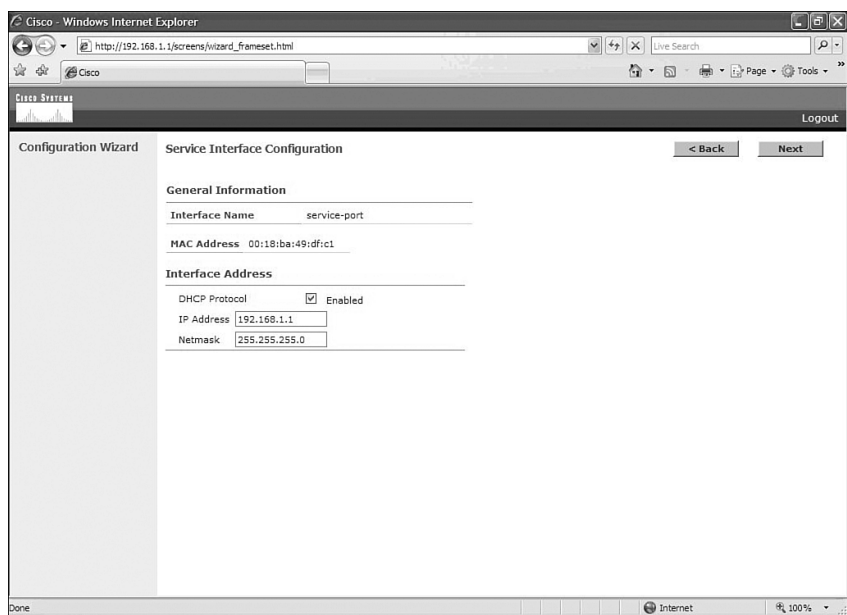 Cisco - Windows Internet Explorer
http://192.168.1.1/screens/wizard_frameset.html
Live Search
Cisco
Page
Tools
CISCO SYSTEMS
Logout
Configuration Wizard
Service Interface Configuration
< Back
Next
General Information
Interface Name service-port
MAC Address 00:18:ba:49:df:c1
Interface Address
DHCP Protocol Enabled
IP Address 192.168.1.1
Netmask 255.255.255.0
Done
Internet
100%